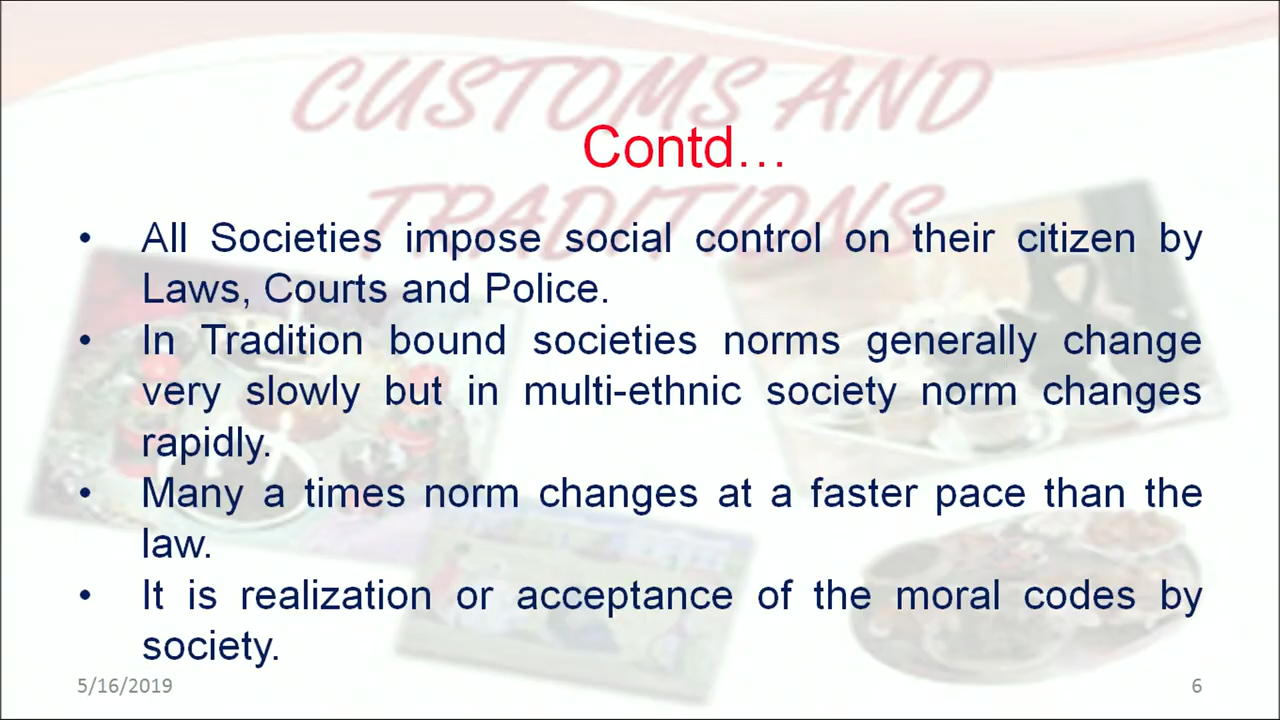 CUSTOMS AND
Contd…
TRADITIONS
• All Societies impose social control on their citizen by
Laws, Courts and Police.
• In Tradition bound societies norms generally change
very slowly but in multi-ethnic society norm changes
rapidly.
• Many a times norm changes at a faster pace than the
law.
• It is realization or acceptance of the moral codes by
society.
5/16/2019
6